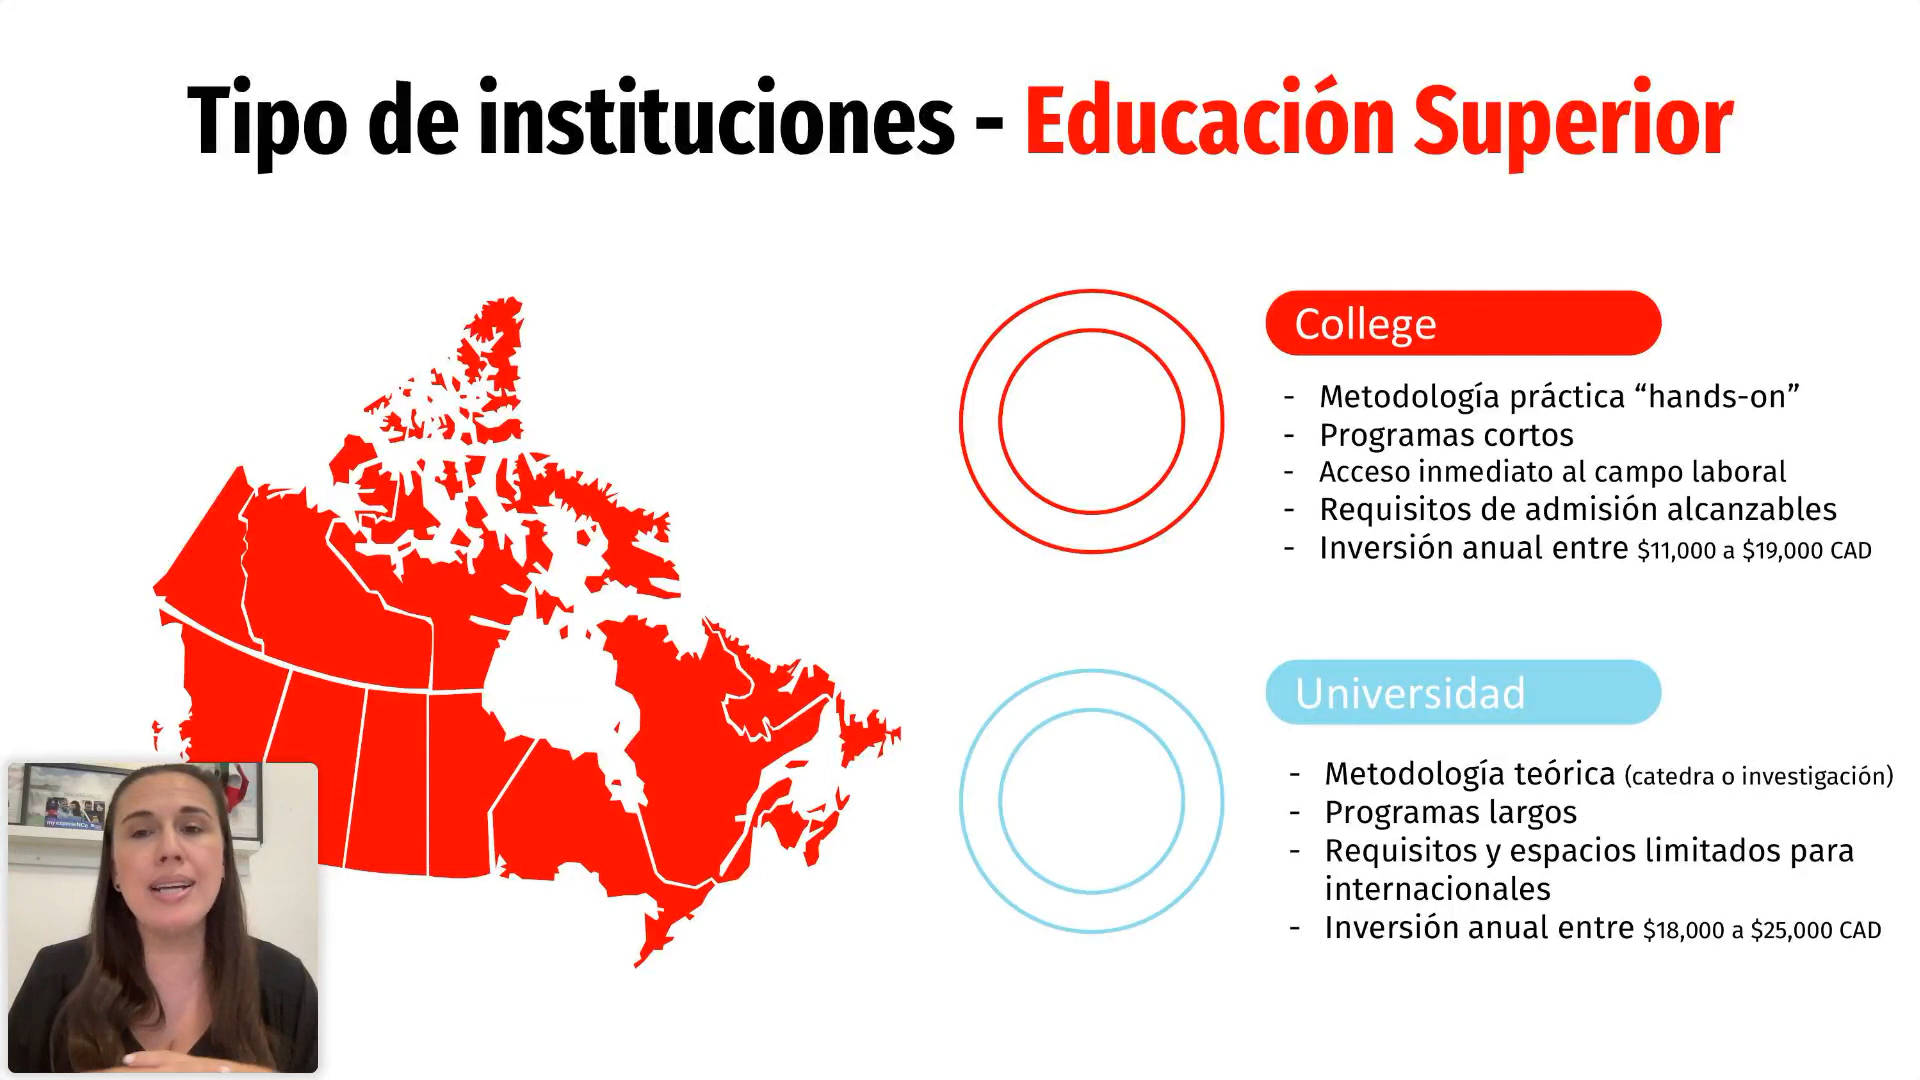 Tipo de instituciones - Educación Superior
College
- Metodología práctica “hands-on”
- Programas cortos
- Acceso inmediato al campo laboral
- Requisitos de admisión alcanzables
- Inversión anual entre $11,000 a $19,000 CAD
Universidad
- Metodología teórica (catedra o investigación)
- Programas largos
- Requisitos y espacios limitados para
internacionales
- Inversión anual entre $18,000 a $25,000 CAD